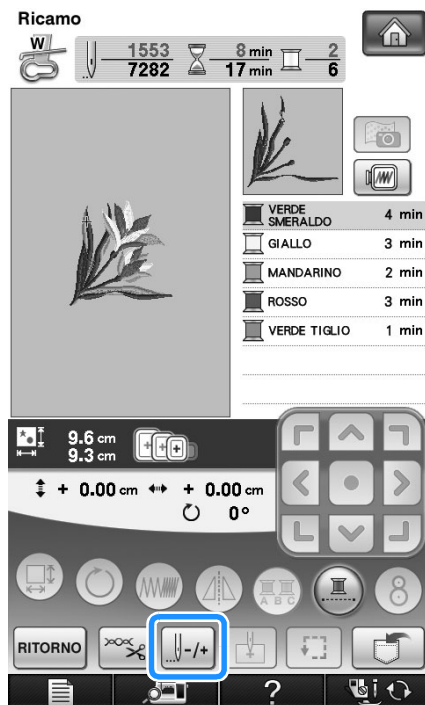 Ricamo
W
1553 8 min 2
7282 17 min 6
VERDE SMERALDO 4 min
GIALLO 3 min
MANDARINO 2 min
ROSSO 3 min
VERDE TIGLIO 1 min
9.6 cm
9.3 cm
+ 0.00 cm + 0.00 cm
0°
A B C
8
RITORNO -/+
? i